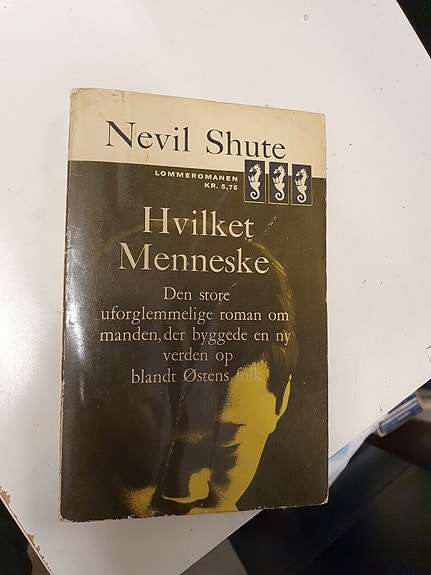 Nevil Shute
LOMMEROMANEN
KR. 5,75
Hvilket
Menneske
Den store
uforglemmelige roman om
manden, der byggede en ny
verden op
blandt Østens folk